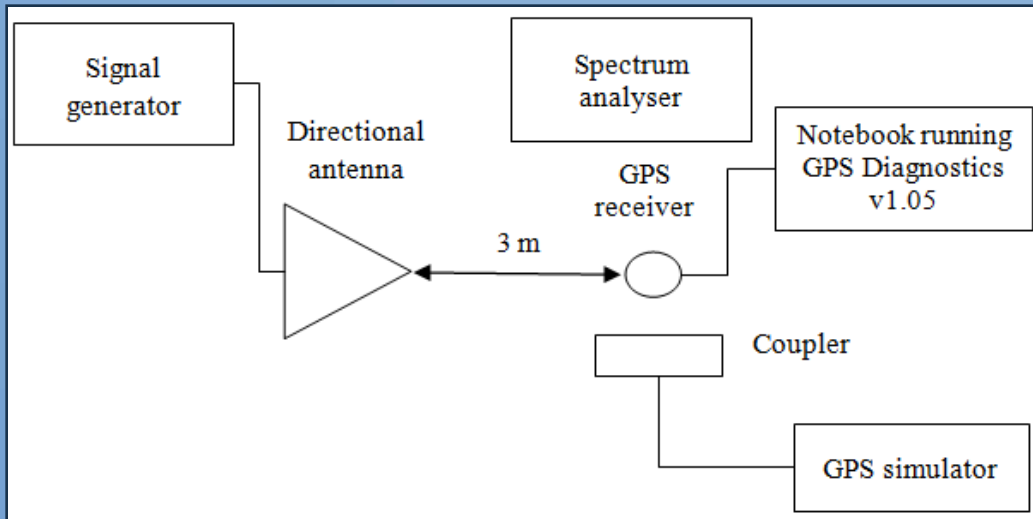 Signal
generator
Directional
antenna
Spectrum
analyser
GPS
receiver
Notebook running
GPS Diagnostics
v1.05
3 m
Coupler
GPS simulator